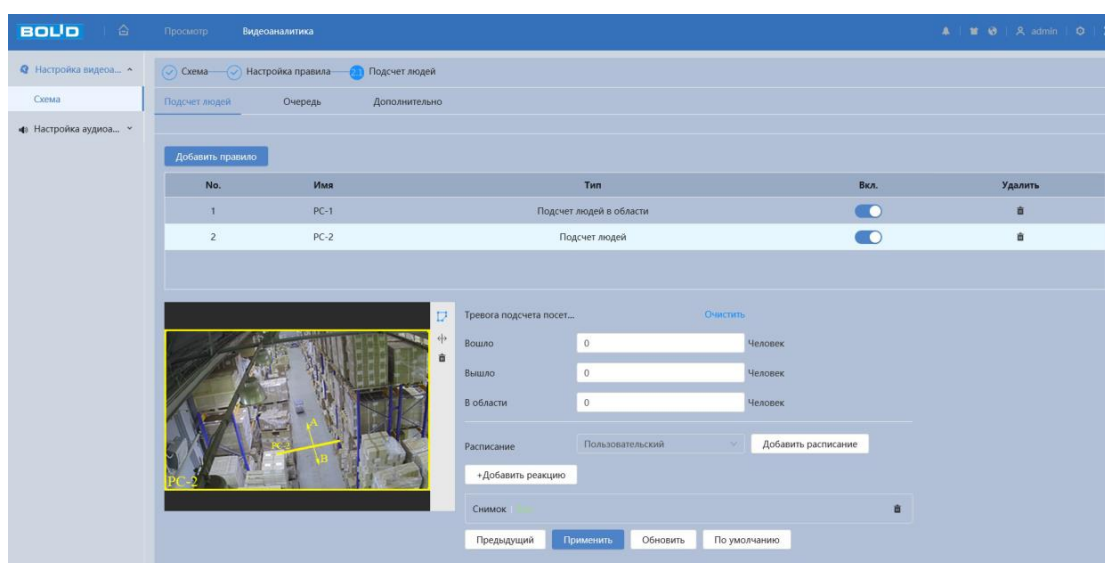 BOLID Просмотр Видеоаналитика admin
Настройка видеоа... Схема Настройка правила Подсчет людей
Схема Подсчет людей Очередь Дополнительно
Настройка аудиоа...
Добавить правило
No. Имя Тип Вкл. Удалить
1 PC-1 Подсчет людей в области
2 PC-2 Подсчет людей
Тревога подсчета посет... Очистить
Вошло 0 Человек
Вышло 0 Человек
В области 0 Человек
A
PC-2
B
PC-2
Расписание Пользовательский Добавить расписание
+Добавить реакцию
Снимок
Предыдущий Применить Обновить По умолчанию